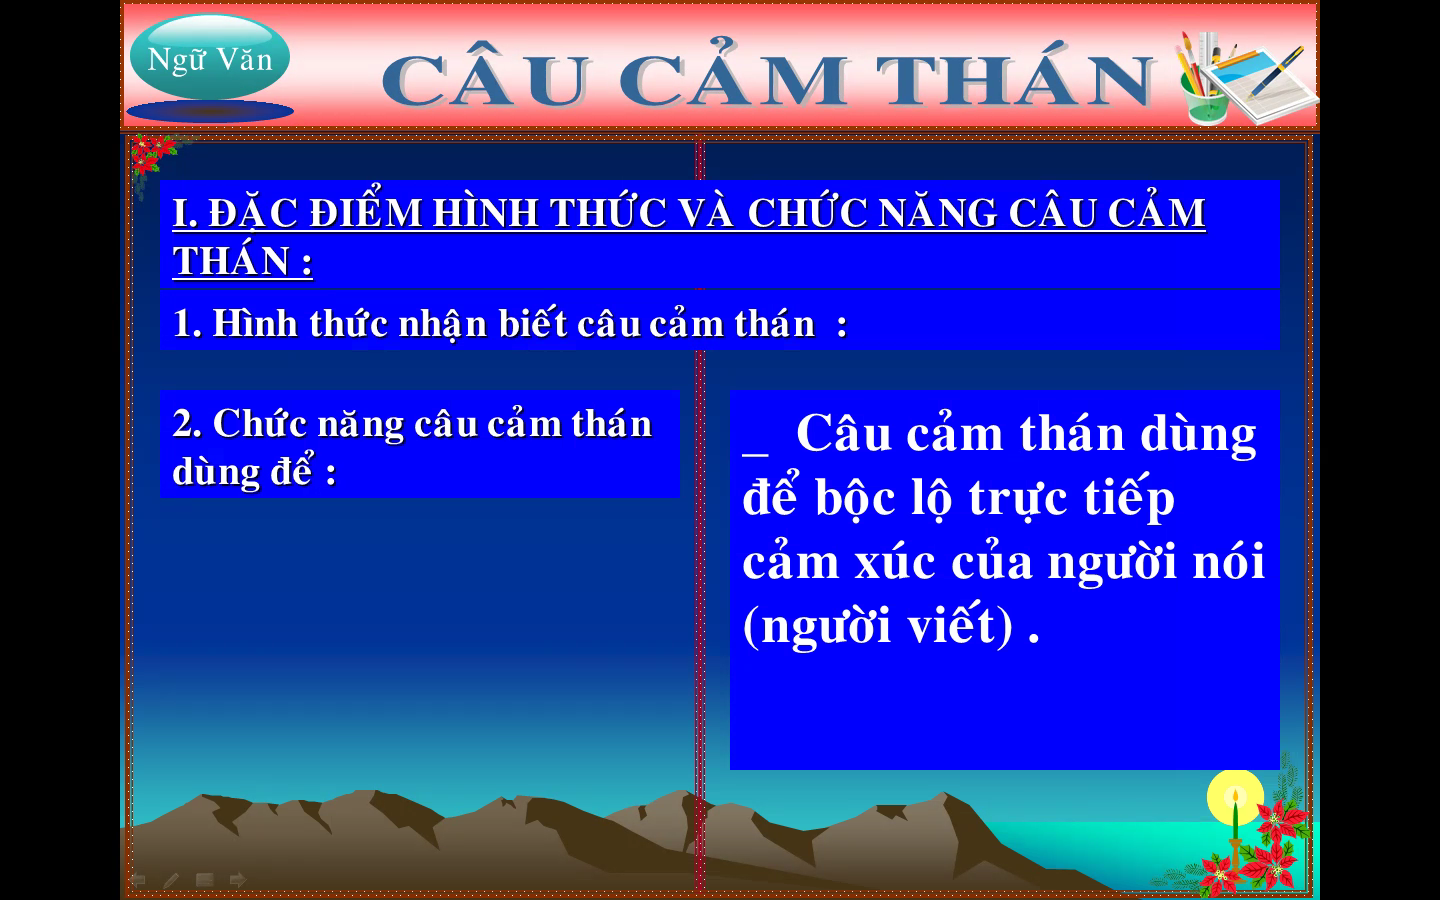 Ngữ Văn
CÂU CẢM THÁN
I. ĐẶC ĐIỂM HÌNH THỨC VÀ CHỨC NĂNG CÂU CẢM
THÁN :
1. Hình thức nhận biết câu cảm thán :
2. Chức năng câu cảm thán
dùng để :
_ Câu cảm thán dùng
để bộc lộ trực tiếp
cảm xúc của người nói
(người viết) .